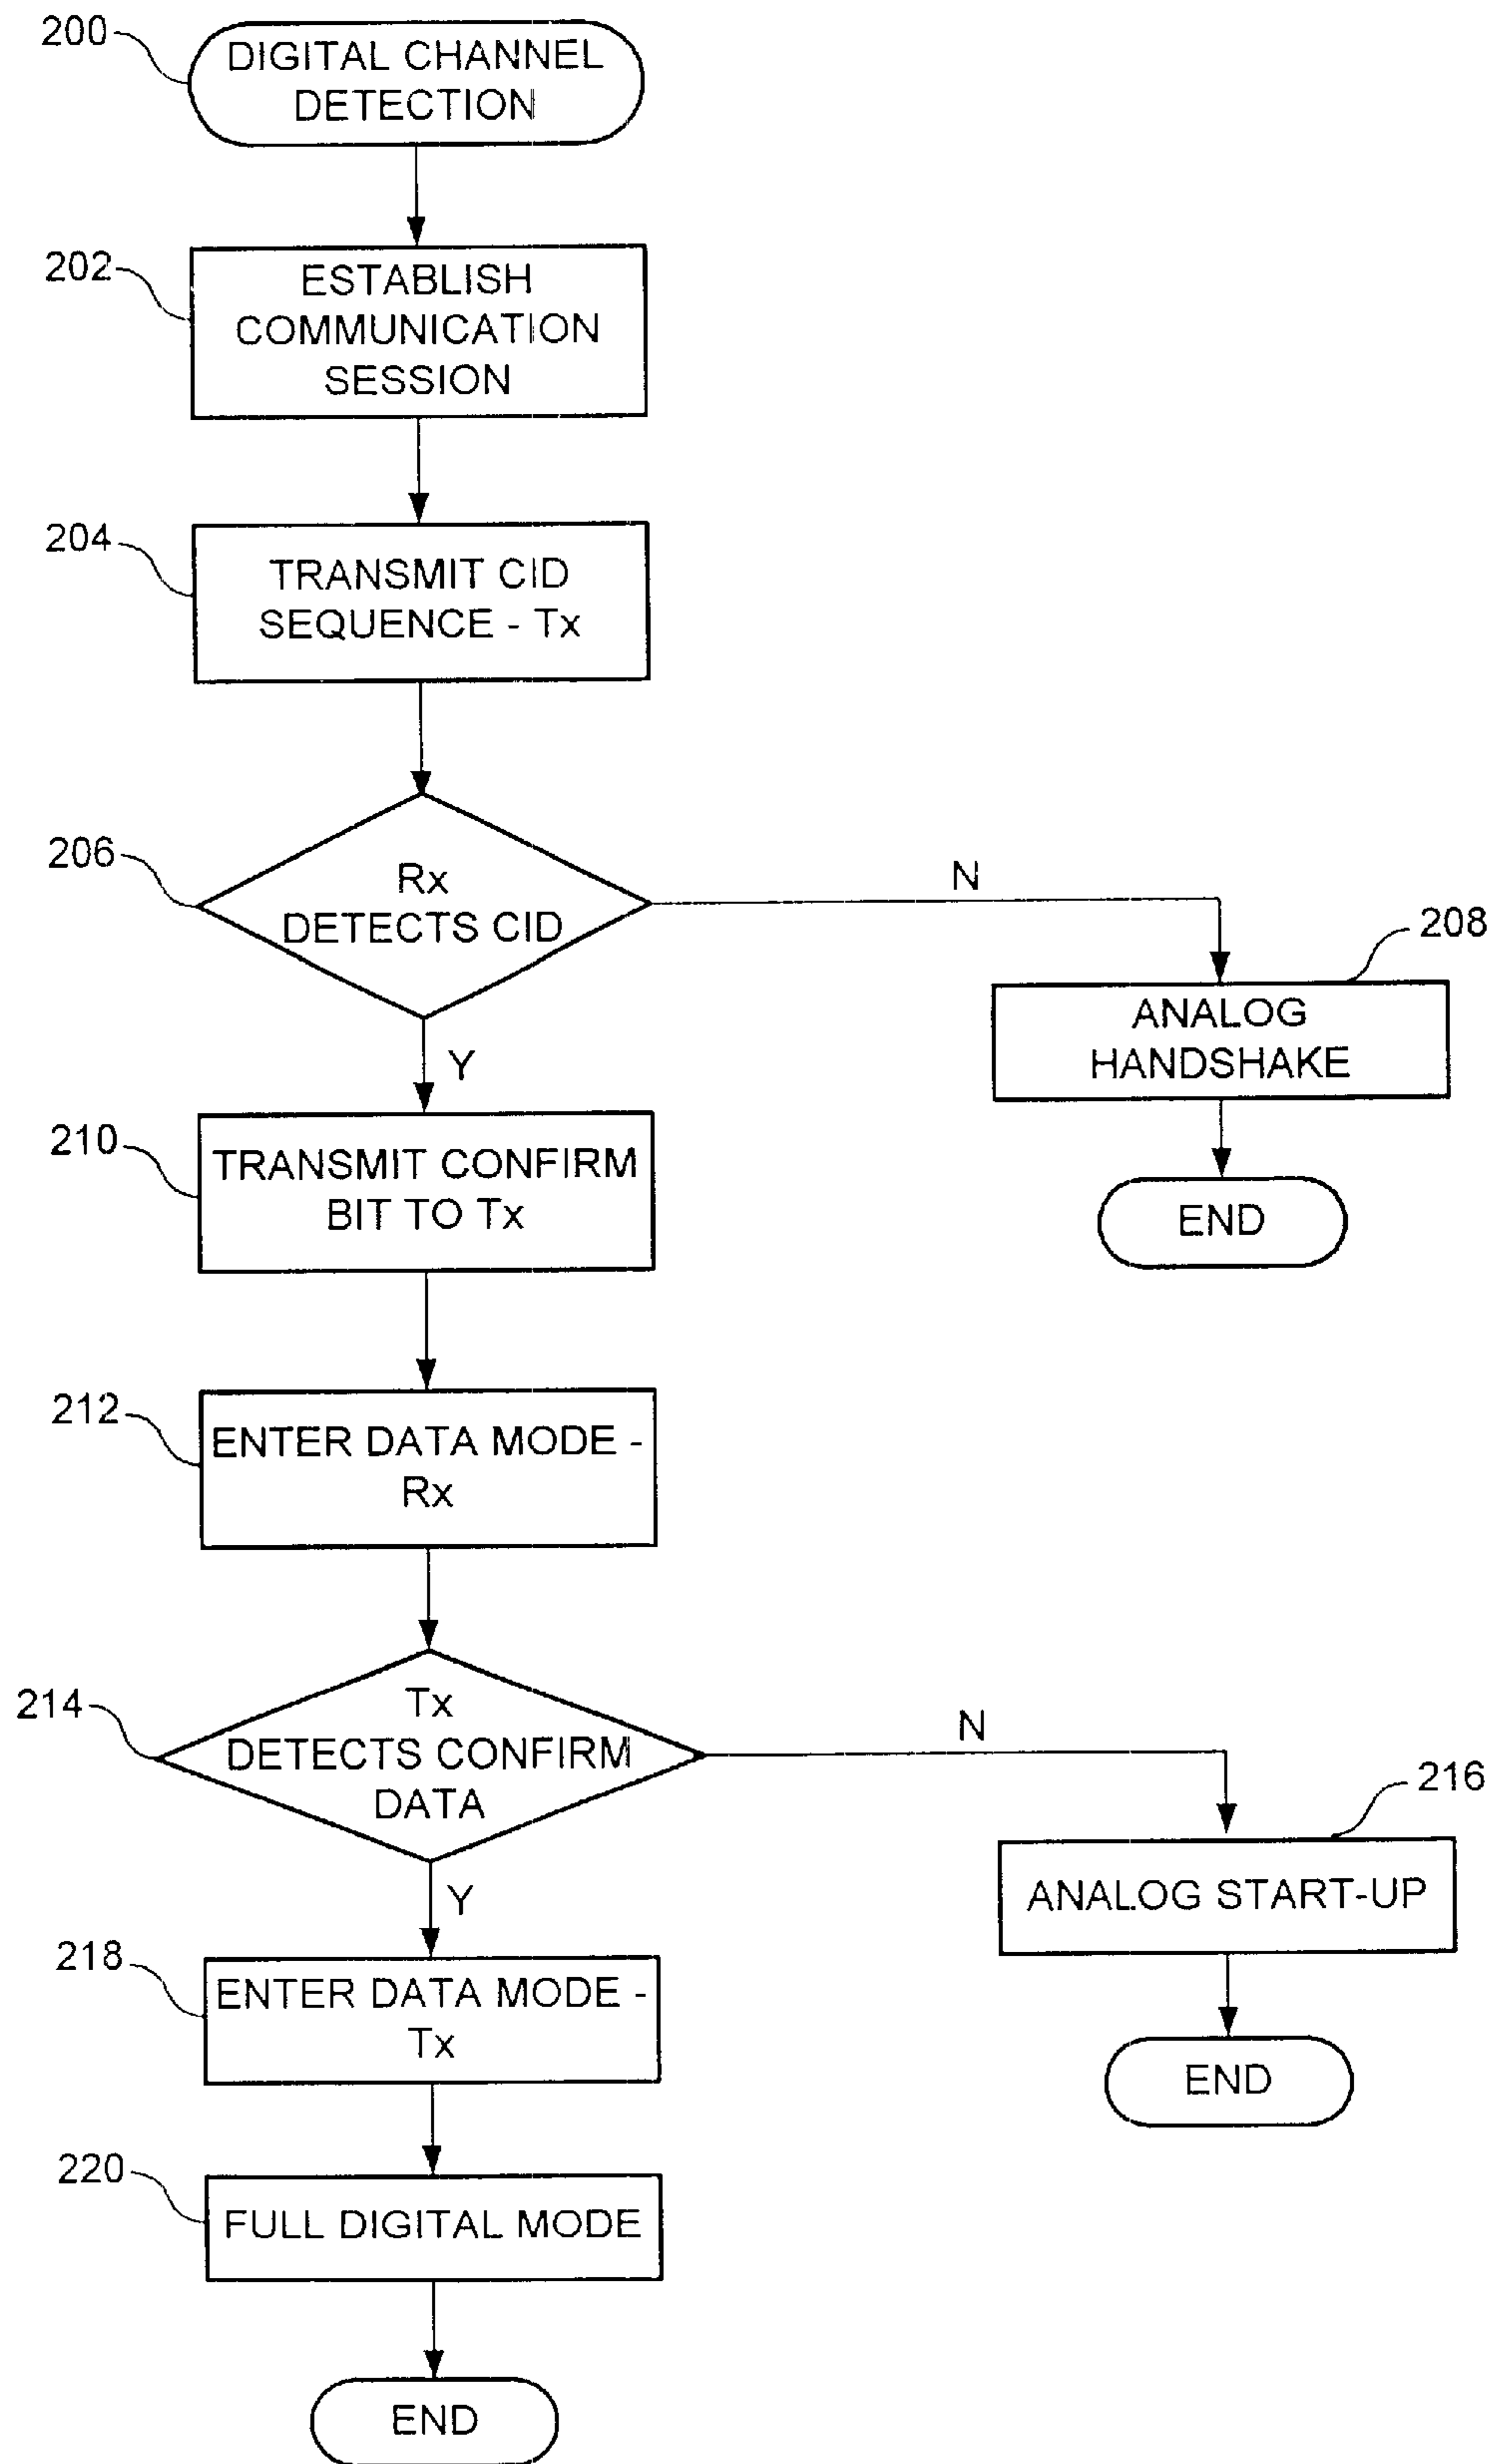 200
DIGITAL CHANNEL
DETECTION
202
ESTABLISH
COMMUNICATION
SESSION
204
TRANSMIT CID
SEQUENCE - Tx
206
Rx
DETECTS CID
N
208
ANALOG
HANDSHAKE
END
Y
210
TRANSMIT CONFIRM
BIT TO Tx
212
ENTER DATA MODE -
Rx
214
Tx
DETECTS CONFIRM
DATA
N
216
ANALOG START-UP
END
Y
218
ENTER DATA MODE -
Tx
220
FULL DIGITAL MODE
END